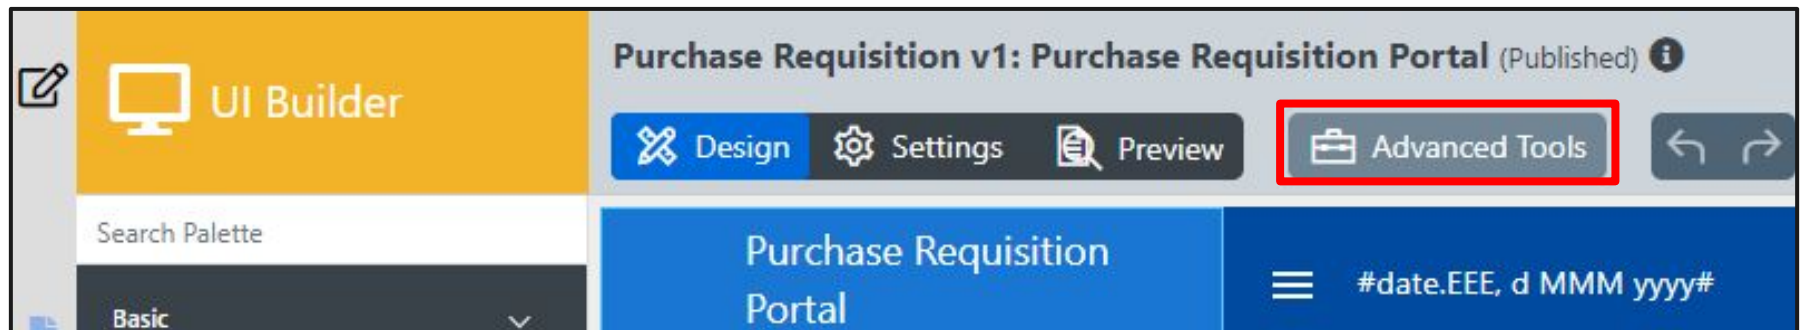 Purchase Requisition v1: Purchase Requisition Portal (Published)
UI Builder
Design Settings Preview Advanced Tools
Search Palette
Purchase Requisition
Portal
#date.EEE, d MMM yyyy#
Basic